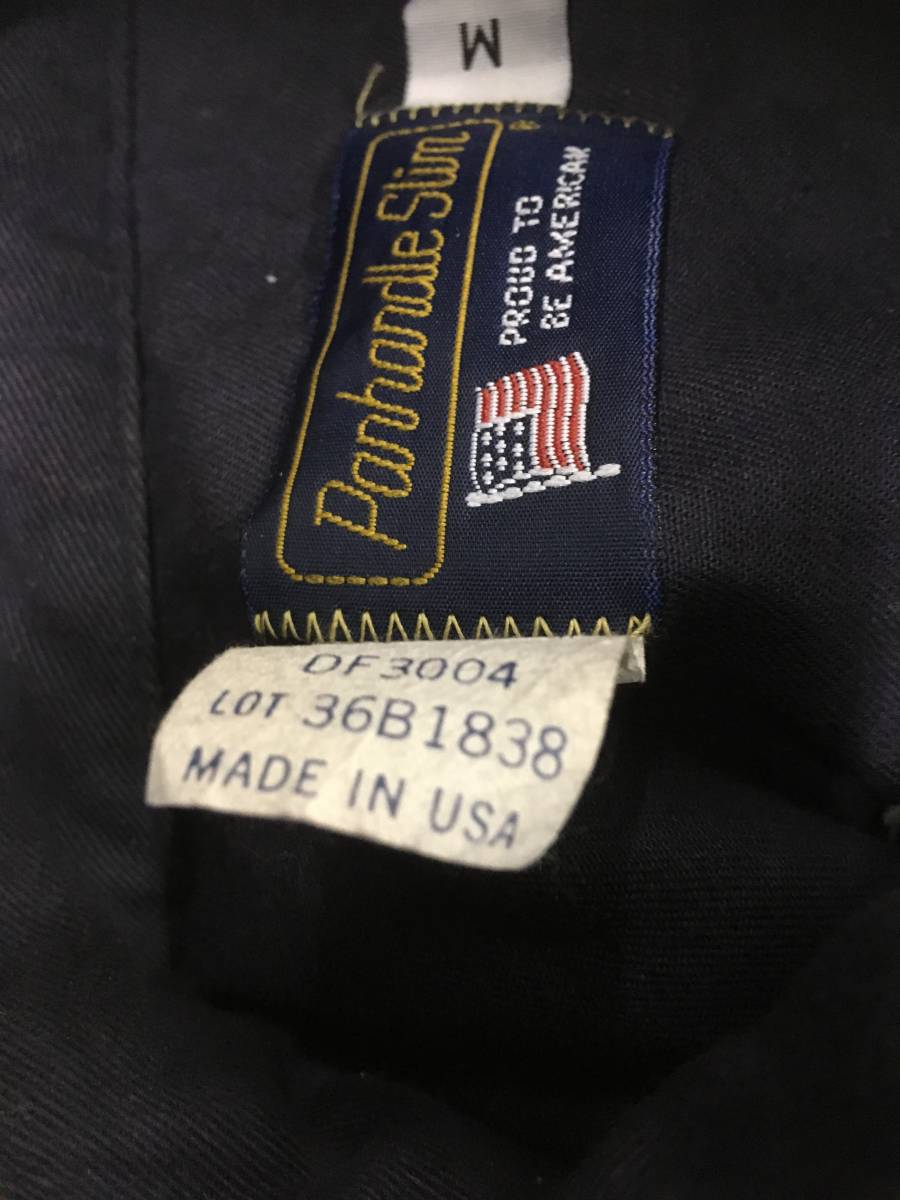 M
Panhandle Slim®
PROUD TO
BE AMERICAN
DF3004
LOT 36B1838
MADE IN USA